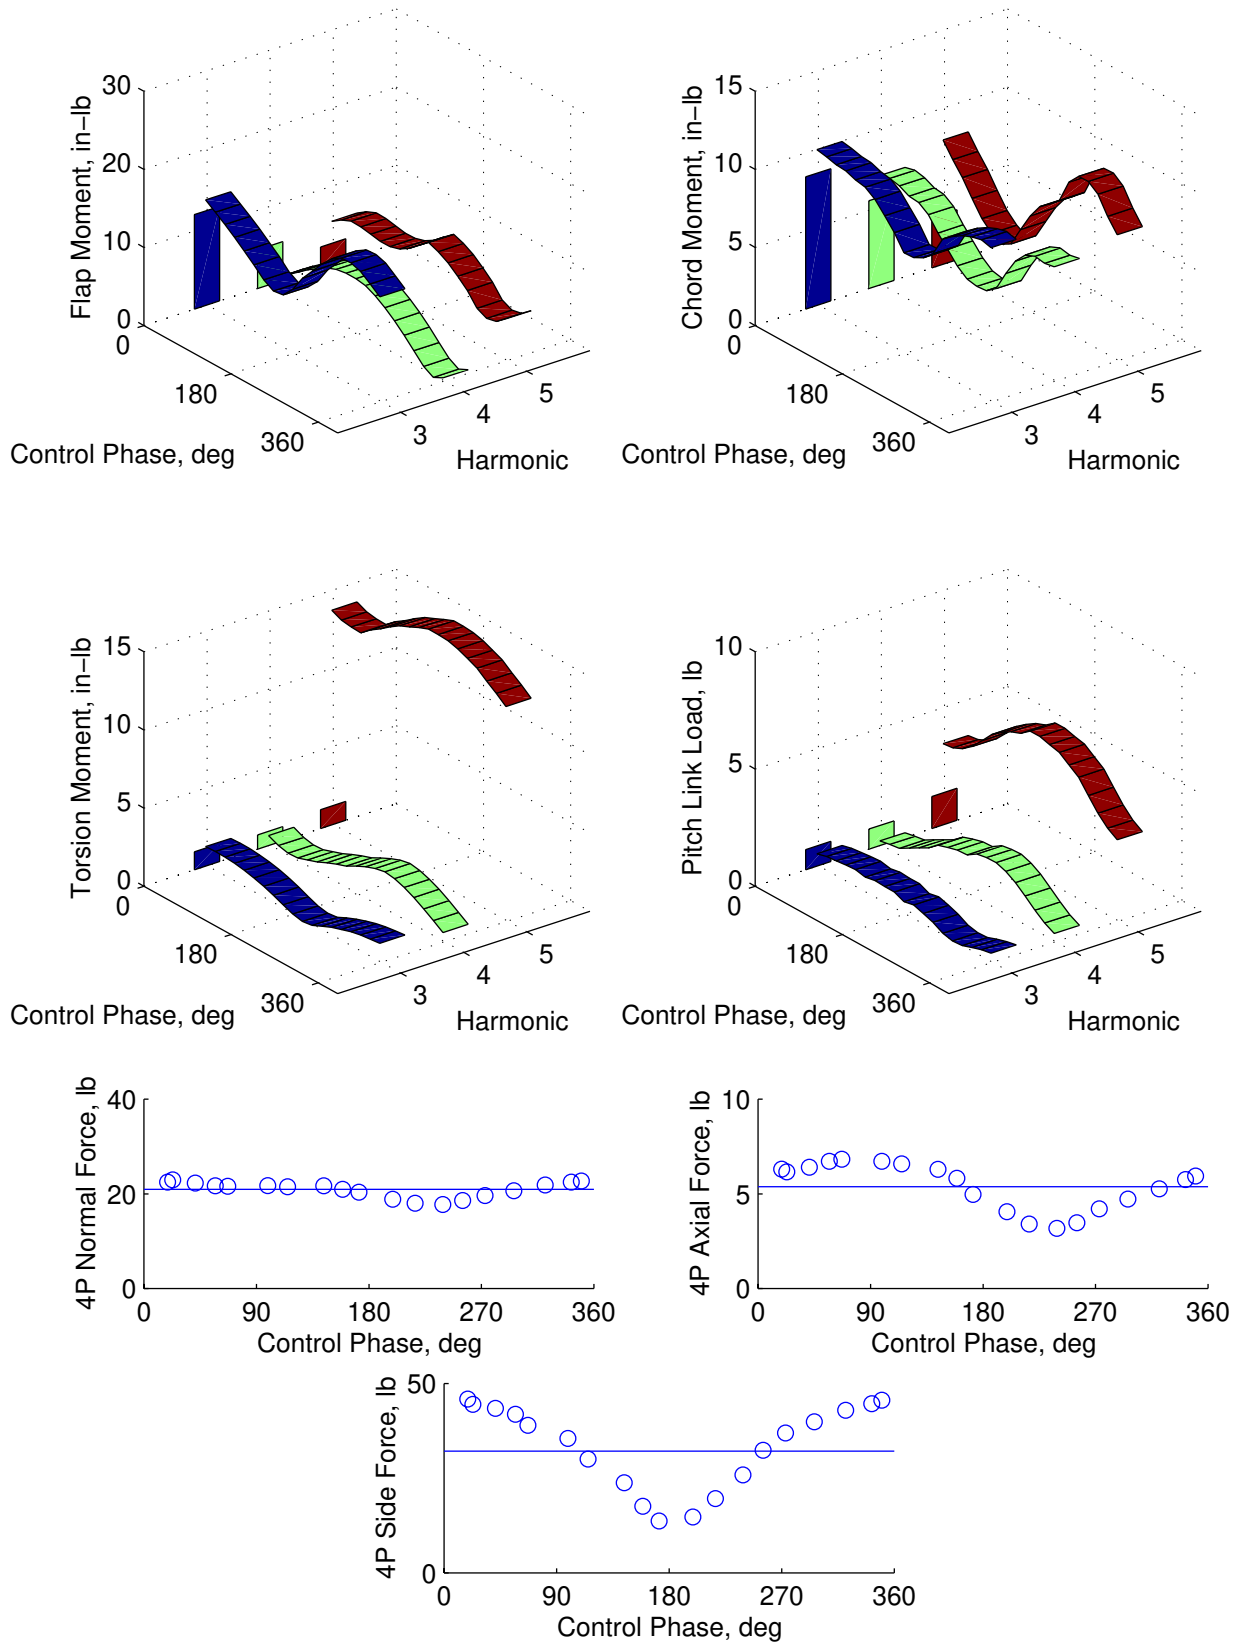 30
20
10
0
Flap Moment, in−lb
0
180
360
Control Phase, deg
3
4
5
Harmonic
15
10
5
0
Chord Moment, in−lb
0
180
360
Control Phase, deg
3
4
5
Harmonic
15
10
5
0
Torsion Moment, in−lb
0
180
360
Control Phase, deg
3
4
5
Harmonic
10
5
0
Pitch Link Load, lb
0
180
360
Control Phase, deg
3
4
5
Harmonic
40
20
0
4P Normal Force, lb
0 90 180 270 360
Control Phase, deg
10
5
0
4P Axial Force, lb
0 90 180 270 360
Control Phase, deg
50
0
4P Side Force, lb
0 90 180 270 360
Control Phase, deg